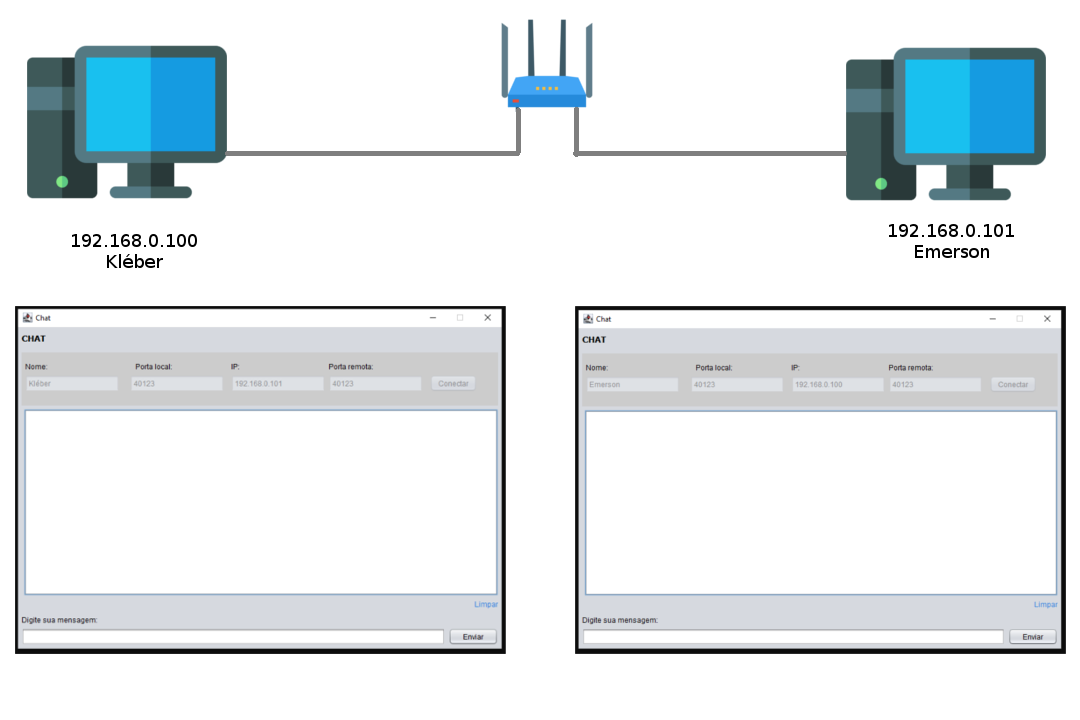 192.168.0.100
Kléber
192.168.0.101
Emerson
Chat
CHAT
Nome: Porta local: IP: Porta remota:
Kléber 40123 192.168.0.101 40123 Conectar
Limpar
Digite sua mensagem:
Enviar
Chat
CHAT
Nome: Porta local: IP: Porta remota:
Emerson 40123 192.168.0.100 40123 Conectar
Limpar
Digite sua mensagem:
Enviar